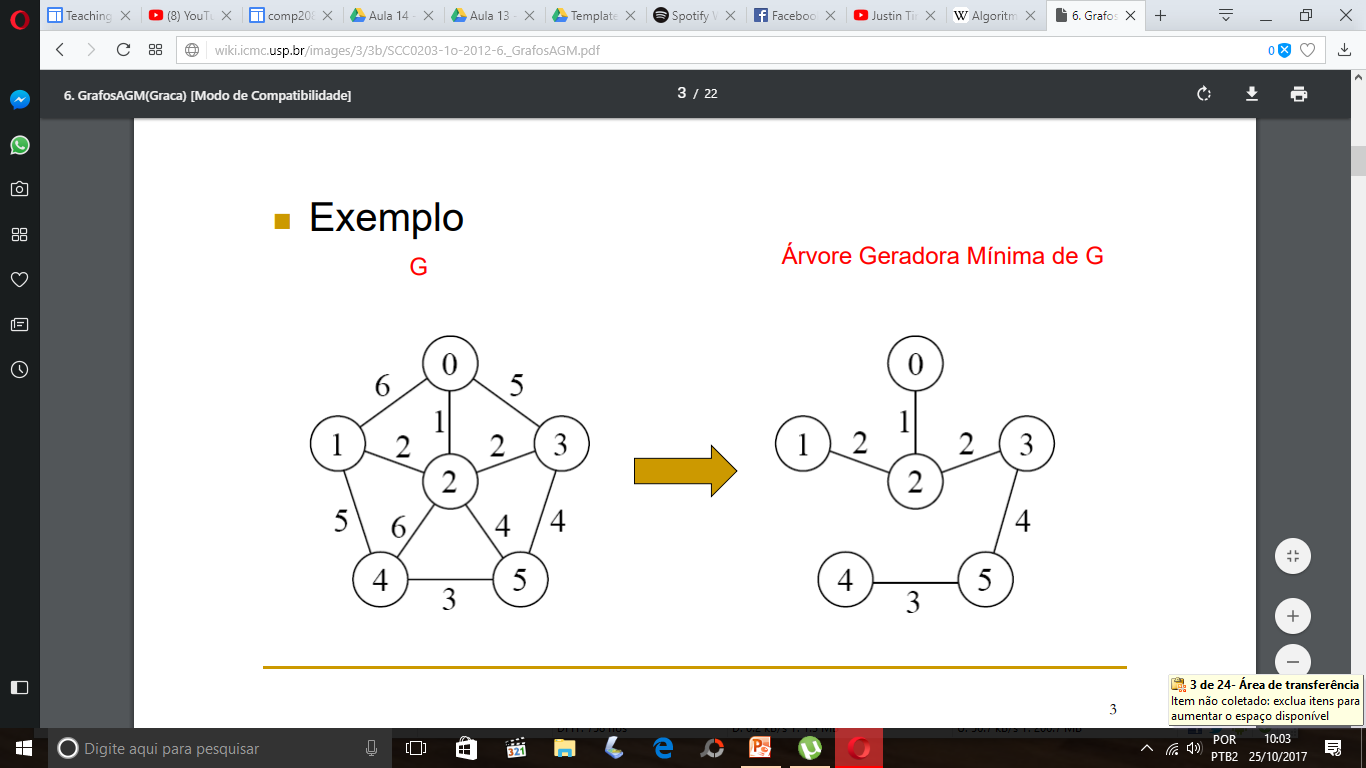 Teaching
(8) YouTu
comp208
Aula 14 -
Aula 13 -
Template
Spotify
Faceboo
Justin Ti
Algoritm
6. Grafos
wiki.icmc.usp.br/images/3/3b/SCC0203-1o-2012-6._GrafosAGM.pdf
0
6. GrafosAGM(Graca) [Modo de Compatibilidade]
3 / 22
Exemplo
G
Árvore Geradora Mínima de G
0
6
5
1
1
2
2
3
2
5
6
4
4
4
5
3
0
1
1
2
2
3
2
4
4
5
3
3
3 de 24- Área de transferência
Item não coletado: exclua itens para
aumentar o espaço disponível
Digite aqui para pesquisar
321
POR
PTB2
10:03
25/10/2017